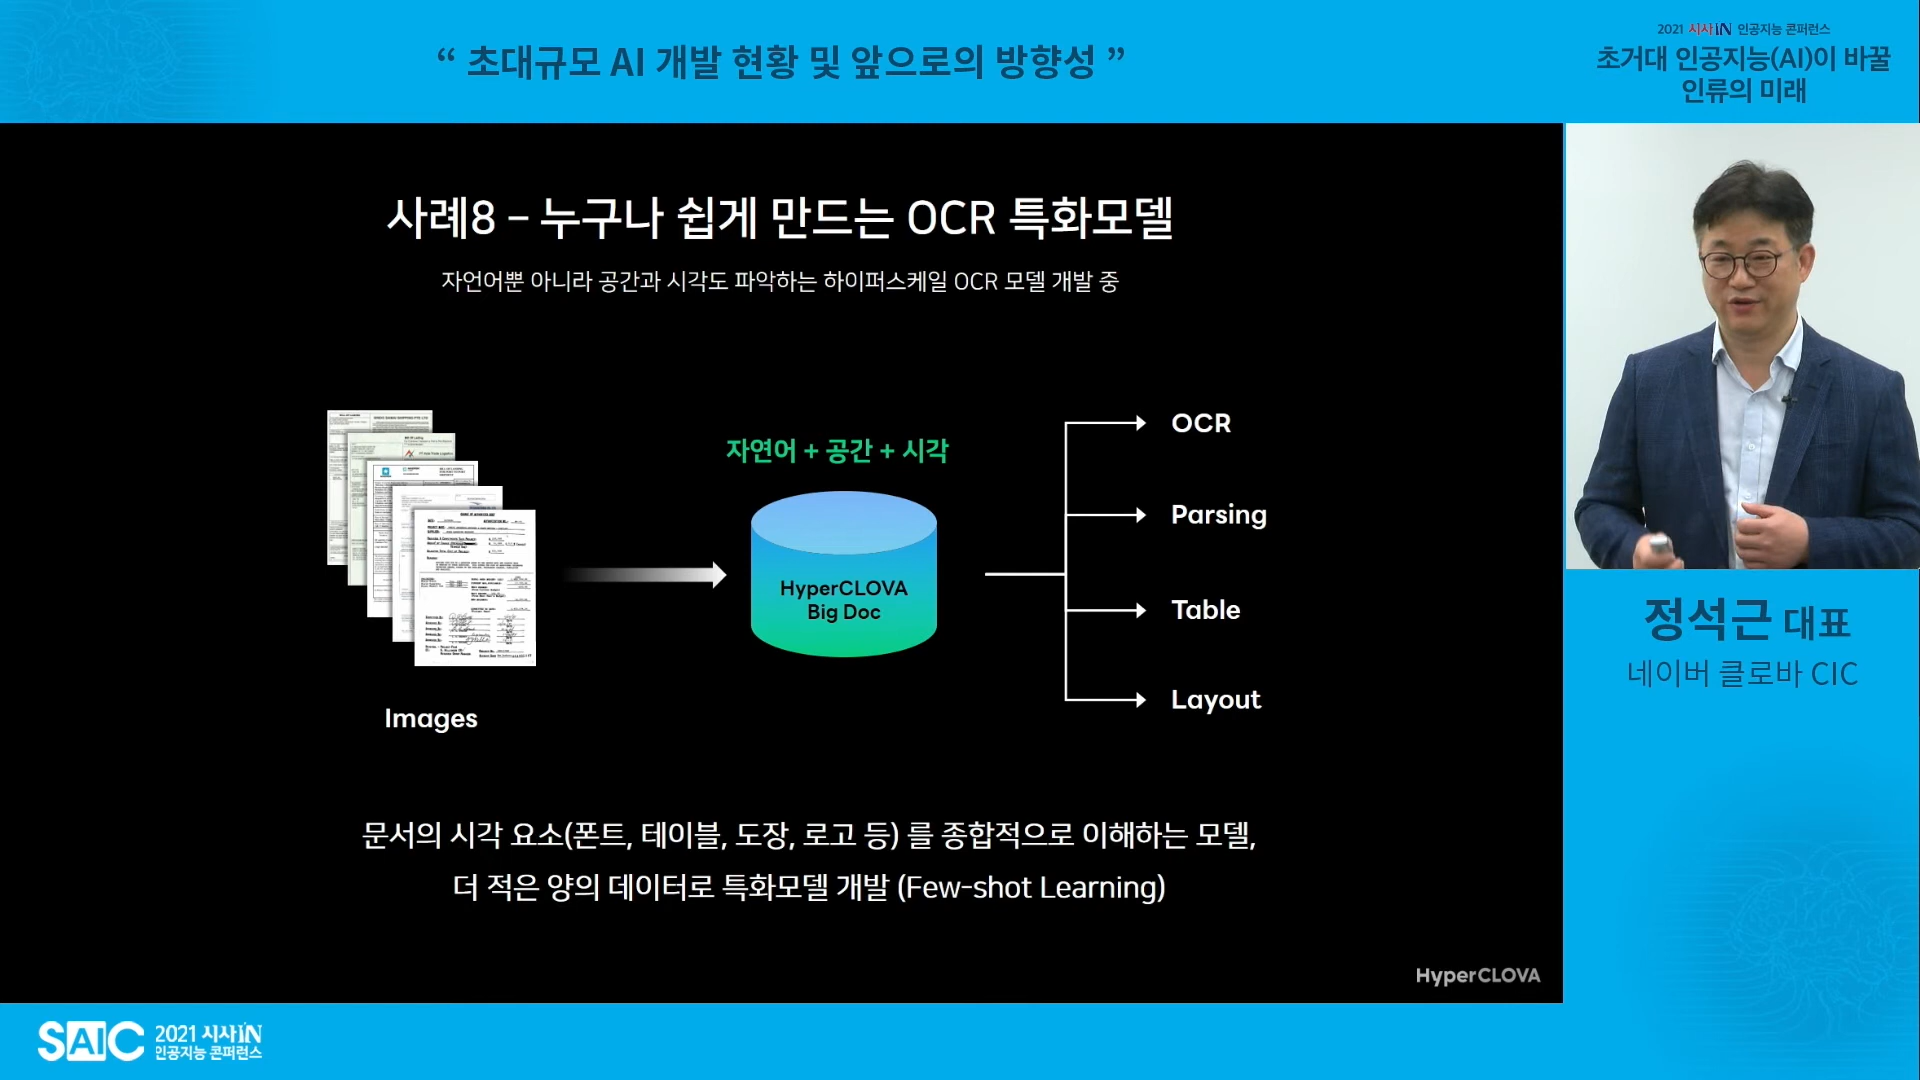 “ 초대규모 AI 개발 현황 및 앞으로의 방향성 ”
2021 시사IN 인공지능 콘퍼런스
초거대 인공지능(AI)이 바꿀
인류의 미래
사례8 – 누구나 쉽게 만드는 OCR 특화모델
자언어뿐 아니라 공간과 시각도 파악하는 하이퍼스케일 OCR 모델 개발 중
Images
자연어 + 공간 + 시각
HyperCLOVA
Big Doc
OCR
Parsing
Table
Layout
문서의 시각 요소(폰트, 테이블, 도장, 로고 등) 를 종합적으로 이해하는 모델,
더 적은 양의 데이터로 특화모델 개발 (Few-shot Learning)
HyperCLOVA
정석근 대표
네이버 클로바 CIC
SAIC
2021 시사IN
인공지능 콘퍼런스